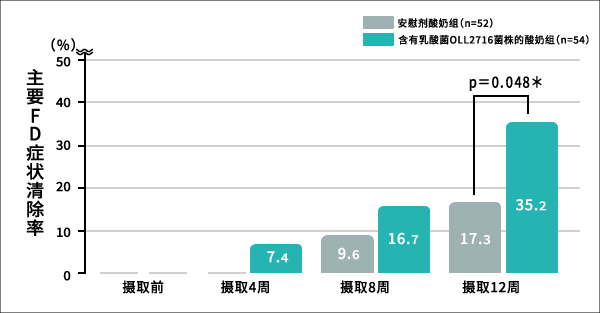 安慰剂酸奶组(n=52)
含有乳酸菌OLL2716菌株的酸奶组(n=54)
(%)
50
40
30
20
10
0
主要FD症状清除率
p=0.048＊
7.4
9.6
16.7
17.3
35.2
摄取前
摄取4周
摄取8周
摄取12周